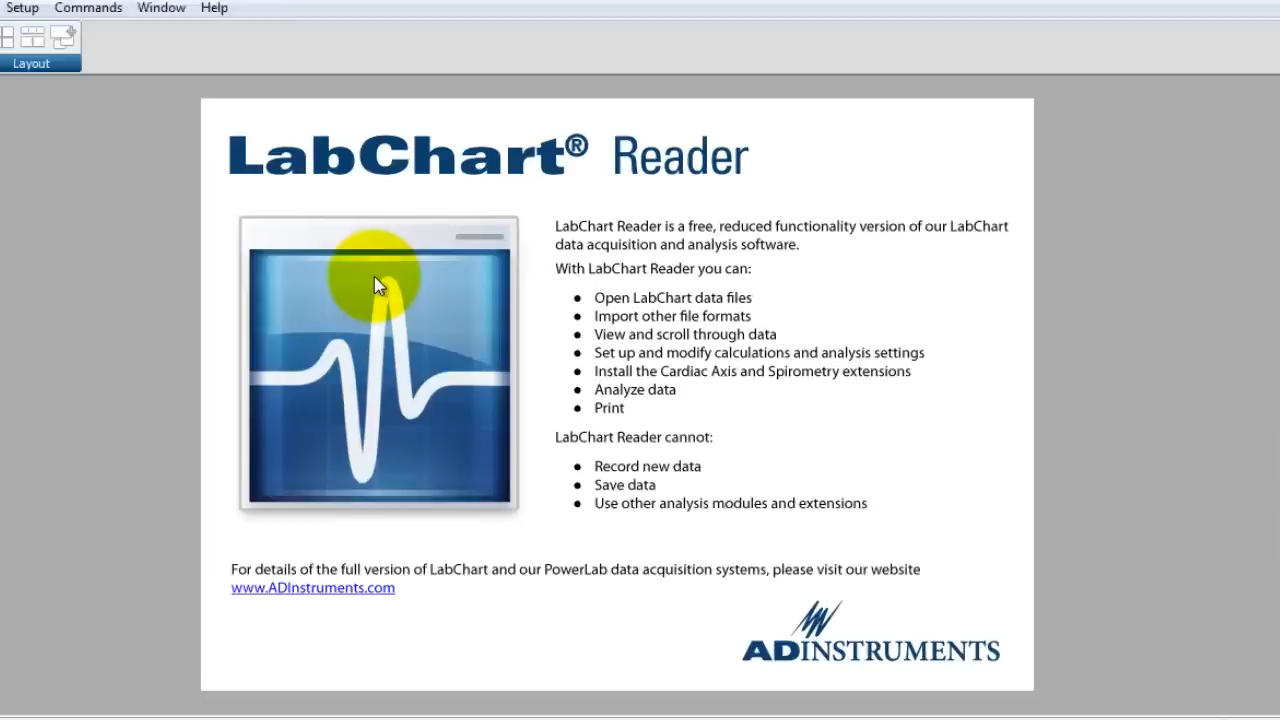 Setup Commands Window Help
Layout
LabChart® Reader
LabChart Reader is a free, reduced functionality version of our LabChart
data acquisition and analysis software.
With LabChart Reader you can:
● Open LabChart data files
● Import other file formats
● View and scroll through data
● Set up and modify calculations and analysis settings
● Install the Cardiac Axis and Spirometry extensions
● Analyze data
● Print
LabChart Reader cannot:
● Record new data
● Save data
● Use other analysis modules and extensions
For details of the full version of LabChart and our PowerLab data acquisition systems, please visit our website
www.ADInstruments.com
ADINSTRUMENTS